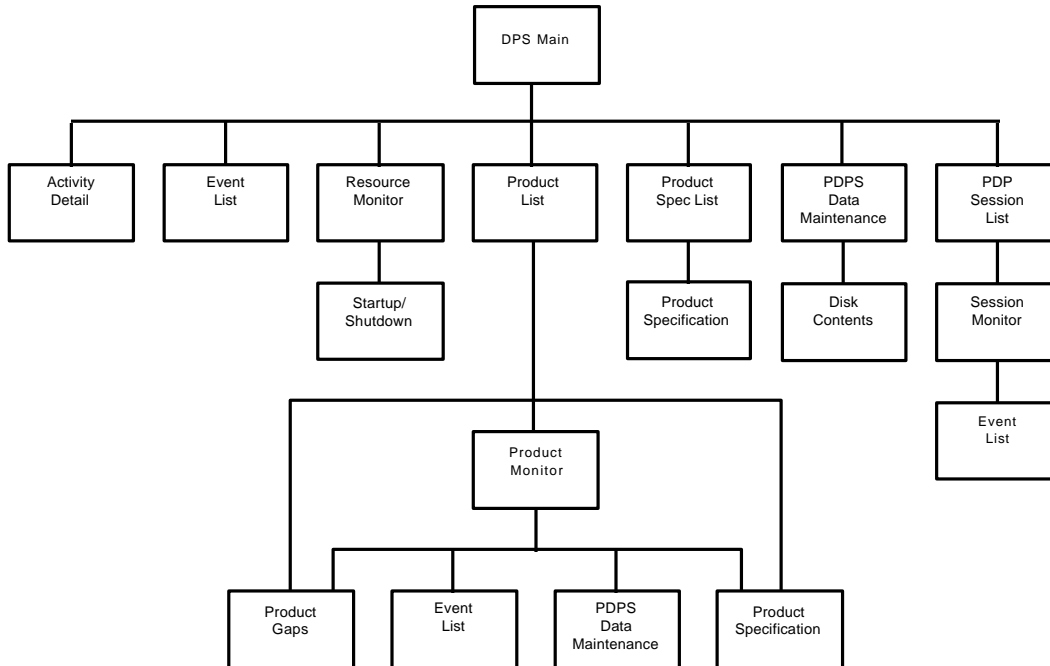 DPS Main
Activity
Detail
Event
List
Resource
Monitor
Product
List
Product
Spec List
PDPS
Data
Maintenance
PDP
Session
List
Startup/
Shutdown
Product
Specification
Disk
Contents
Session
Monitor
Event
List
Product
Monitor
Product
Gaps
Event
List
PDPS
Data
Maintenance
Product
Specification